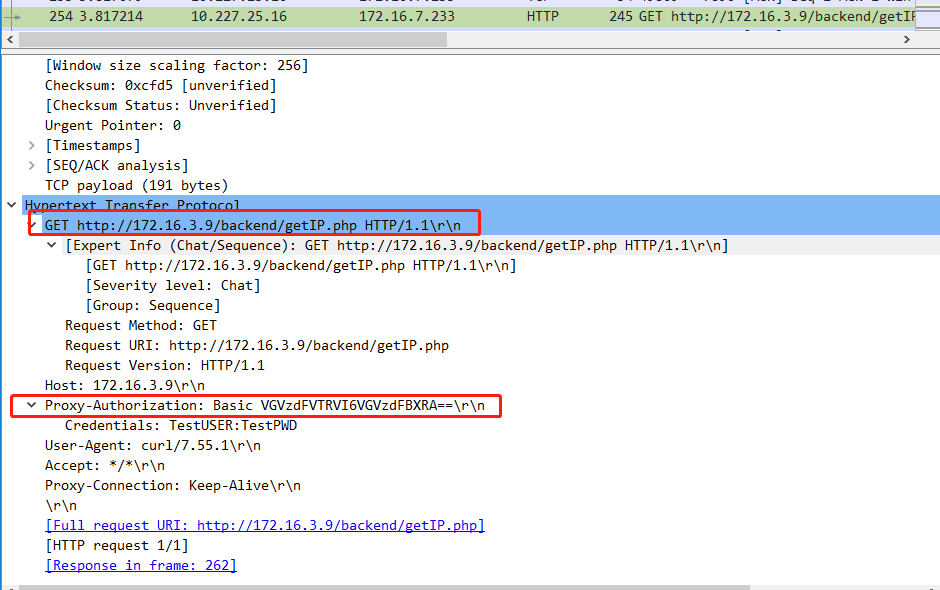 254 3.817214 10.227.25.16 172.16.7.233 HTTP 245 GET http://172.16.3.9/backend/getIP
[Window size scaling factor: 256]
Checksum: 0xcfd5 [unverified]
[Checksum Status: Unverified]
Urgent Pointer: 0
[Timestamps]
[SEQ/ACK analysis]
TCP payload (191 bytes)
Hypertext Transfer Protocol
GET http://172.16.3.9/backend/getIP.php HTTP/1.1\r\n
[Expert Info (Chat/Sequence): GET http://172.16.3.9/backend/getIP.php HTTP/1.1\r\n]
[GET http://172.16.3.9/backend/getIP.php HTTP/1.1\r\n]
[Severity level: Chat]
[Group: Sequence]
Request Method: GET
Request URI: http://172.16.3.9/backend/getIP.php
Request Version: HTTP/1.1
Host: 172.16.3.9\r\n
Proxy-Authorization: Basic VGVzdFVTRVI6VGVzdFBXRA==\r\n
Credentials: TestUSER:TestPWD
User-Agent: curl/7.55.1\r\n
Accept: */*\r\n
Proxy-Connection: Keep-Alive\r\n
\r\n
[Full request URI: http://172.16.3.9/backend/getIP.php]
[HTTP request 1/1]
[Response in frame: 262]